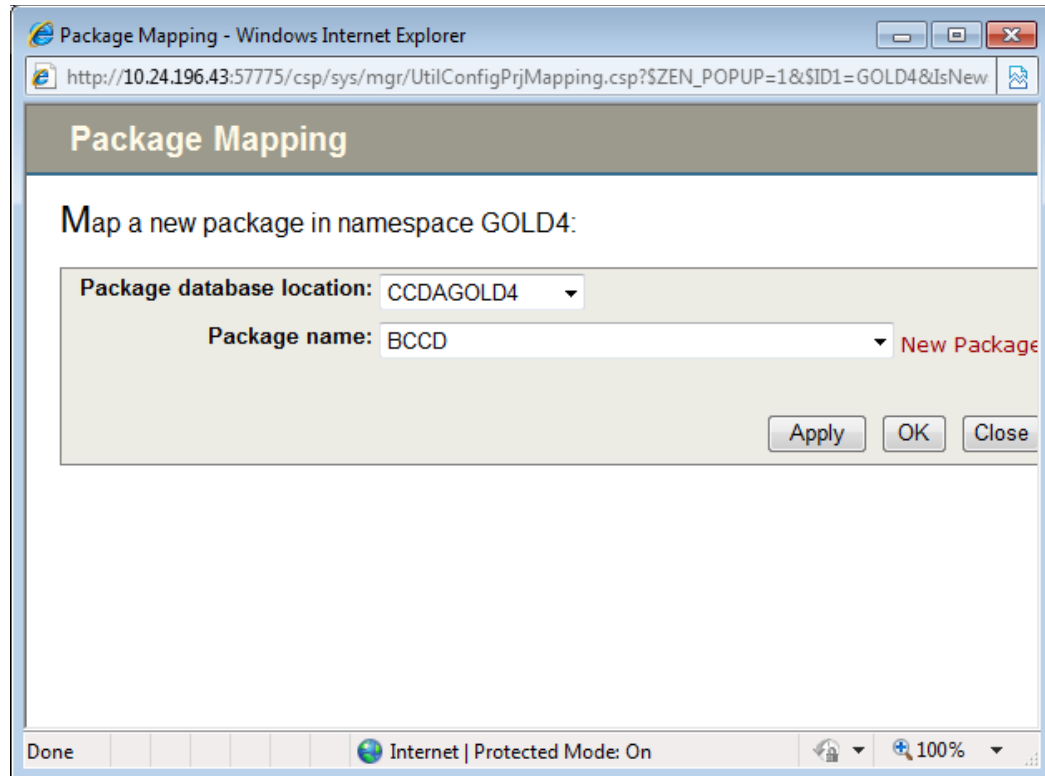 Package Mapping - Windows Internet Explorer
http://10.24.196.43:57775/csp/sys/mgr/UtilConfigPrjMapping.csp?$ZEN_POPUP=1&$ID1=GOLD4&IsNew
Package Mapping
Map a new package in namespace GOLD4:
Package database location: CCDAGOLD4
Package name: BCCD New Package
Apply OK Close
Done Internet | Protected Mode: On 100%